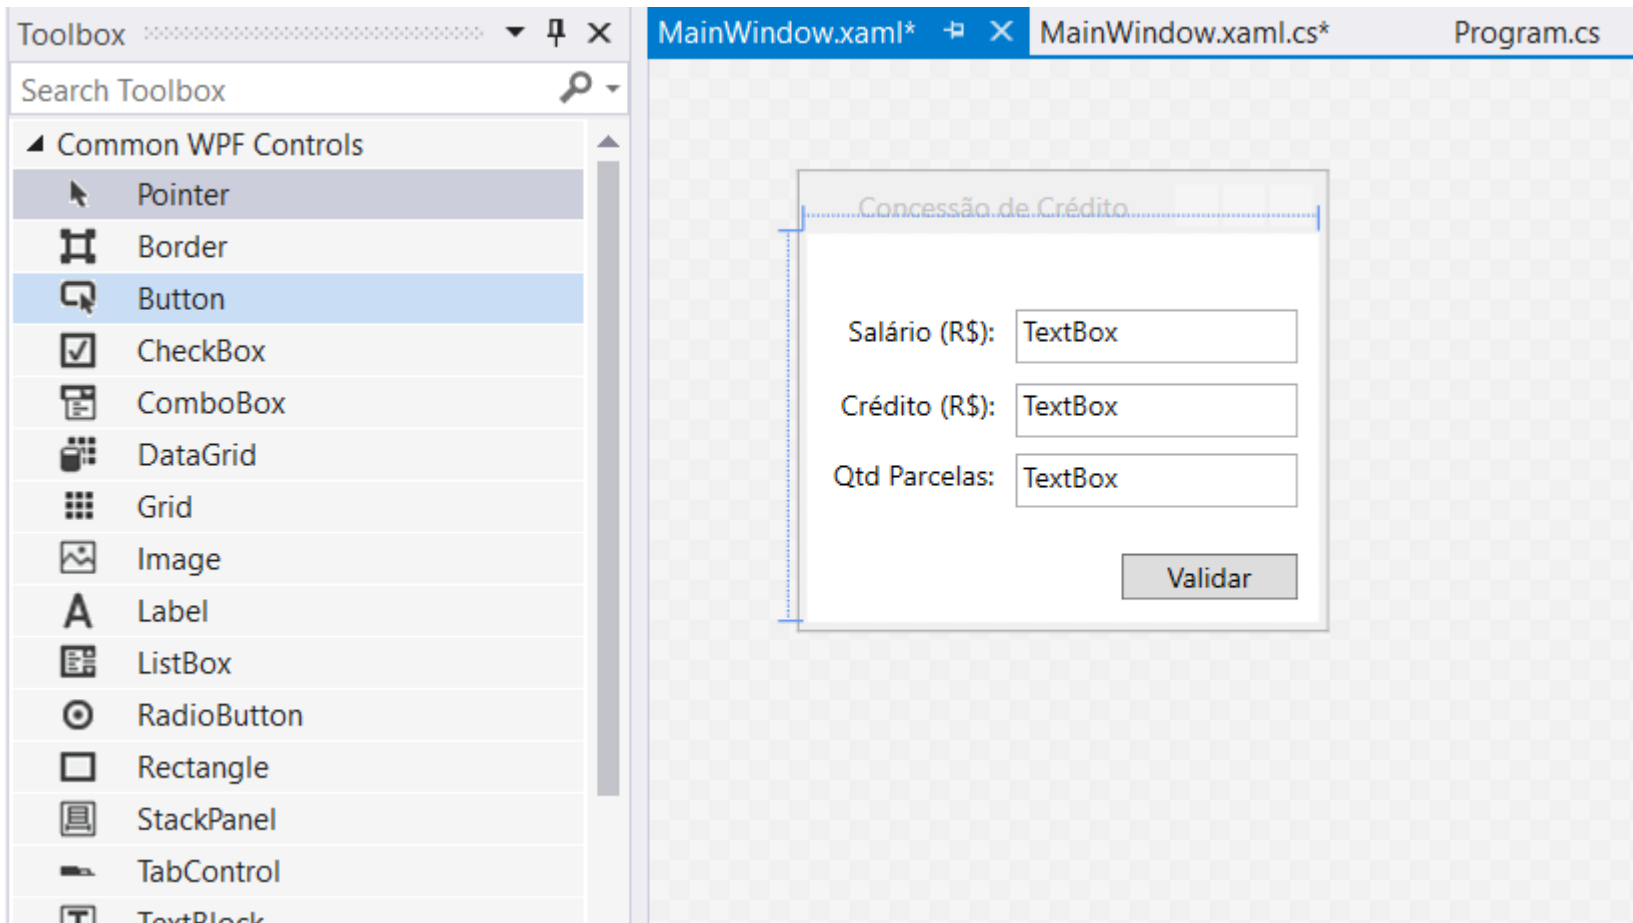 Toolbox
Search Toolbox
Common WPF Controls
Pointer
Border
Button
CheckBox
ComboBox
DataGrid
Grid
Image
Label
ListBox
RadioButton
Rectangle
StackPanel
TabControl
TextBlock
MainWindow.xaml* MainWindow.xaml.cs* Program.cs
Concessão de Crédito
Salário (R$): TextBox
Crédito (R$): TextBox
Qtd Parcelas: TextBox
Validar